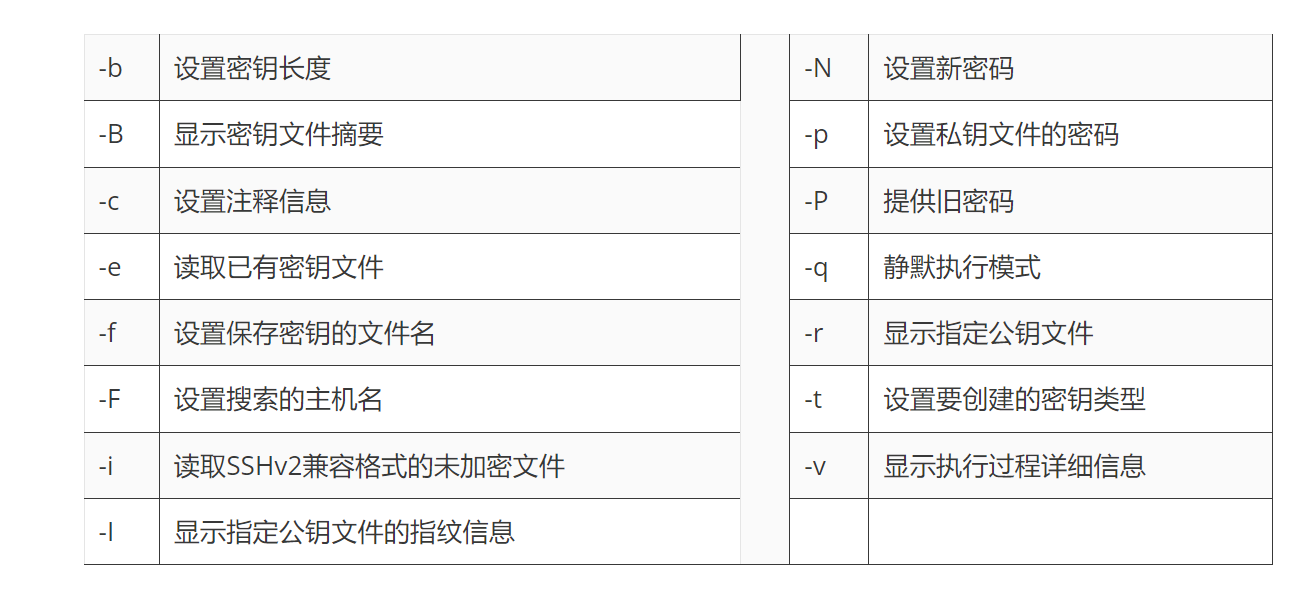 -b 设置密钥长度 -N 设置新密码
-B 显示密钥文件摘要 -p 设置私钥文件的密码
-c 设置注释信息 -P 提供旧密码
-e 读取已有密钥文件 -q 静默执行模式
-f 设置保存密钥的文件名 -r 显示指定公钥文件
-F 设置搜索的主机名 -t 设置要创建的密钥类型
-i 读取SSHv2兼容格式的未加密文件 -v 显示执行过程详细信息
-l 显示指定公钥文件的指纹信息